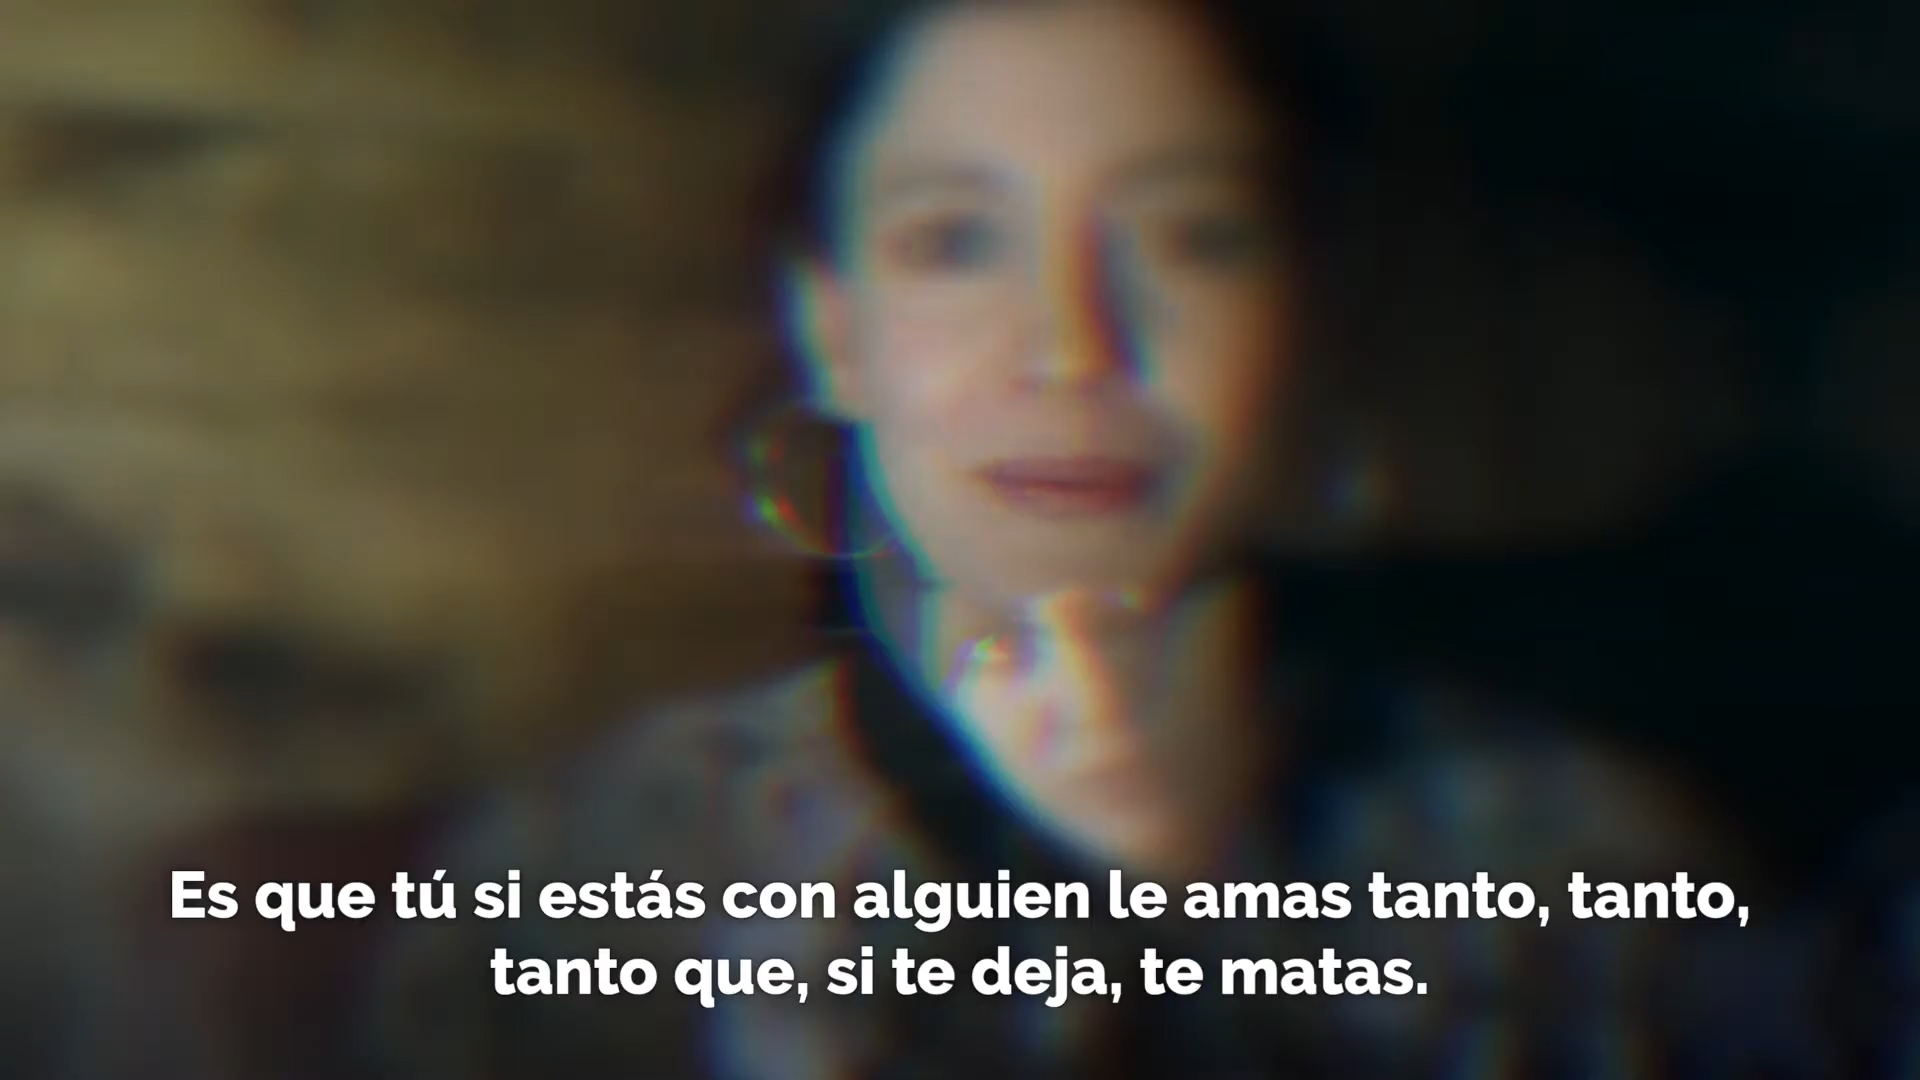 Es que tú si estás con alguien le amas tanto, tanto,
tanto que, si te deja, te matas.